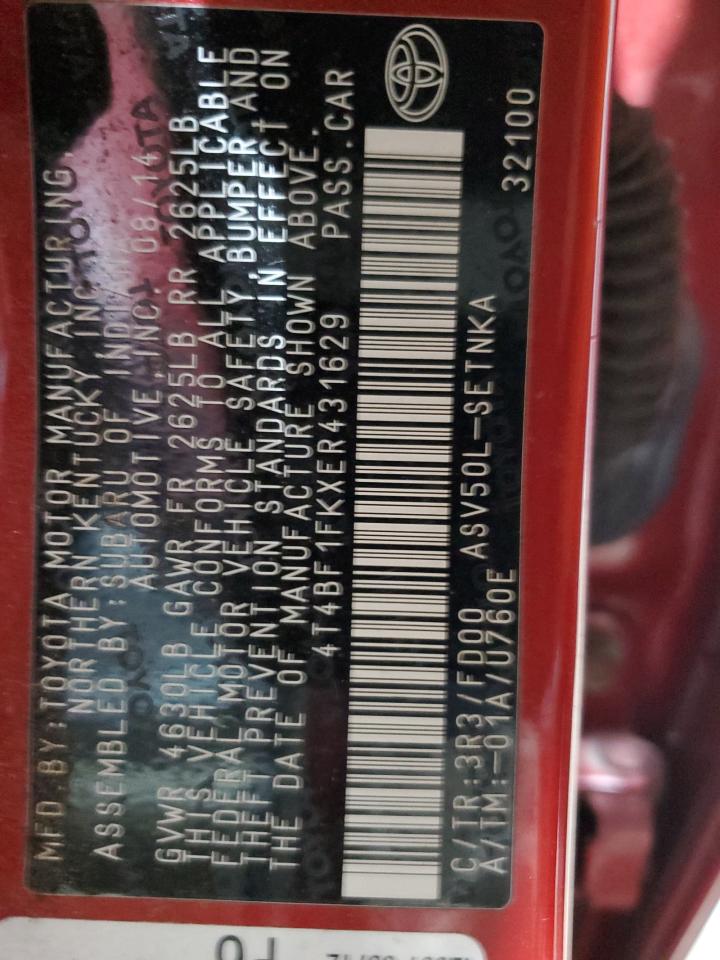 MFD.BY:TOYOTA MOTOR MANUFACTURING,
NORTHERN KENTUCKY INC.
ASSEMBLED BY:SUBARU OF INDIANA
AUTOMOTIVE,INC. 08/14
GVWR 4630LB GAWR FR 2625LB RR 2625LB
THIS VEHICLE CONFORMS TO ALL APPLICABLE
FEDERAL MOTOR VEHICLE SAFETY,BUMPER,AND
THEFT PREVENTION STANDARDS IN EFFECT ON
THE DATE OF MANUFACTURE SHOWN ABOVE.
4T4BF1FKXER431629 PASS.CAR
C/TR:3R3/FD00 ASV50L-SETNKA
A/TM:-01A/U760E 32100